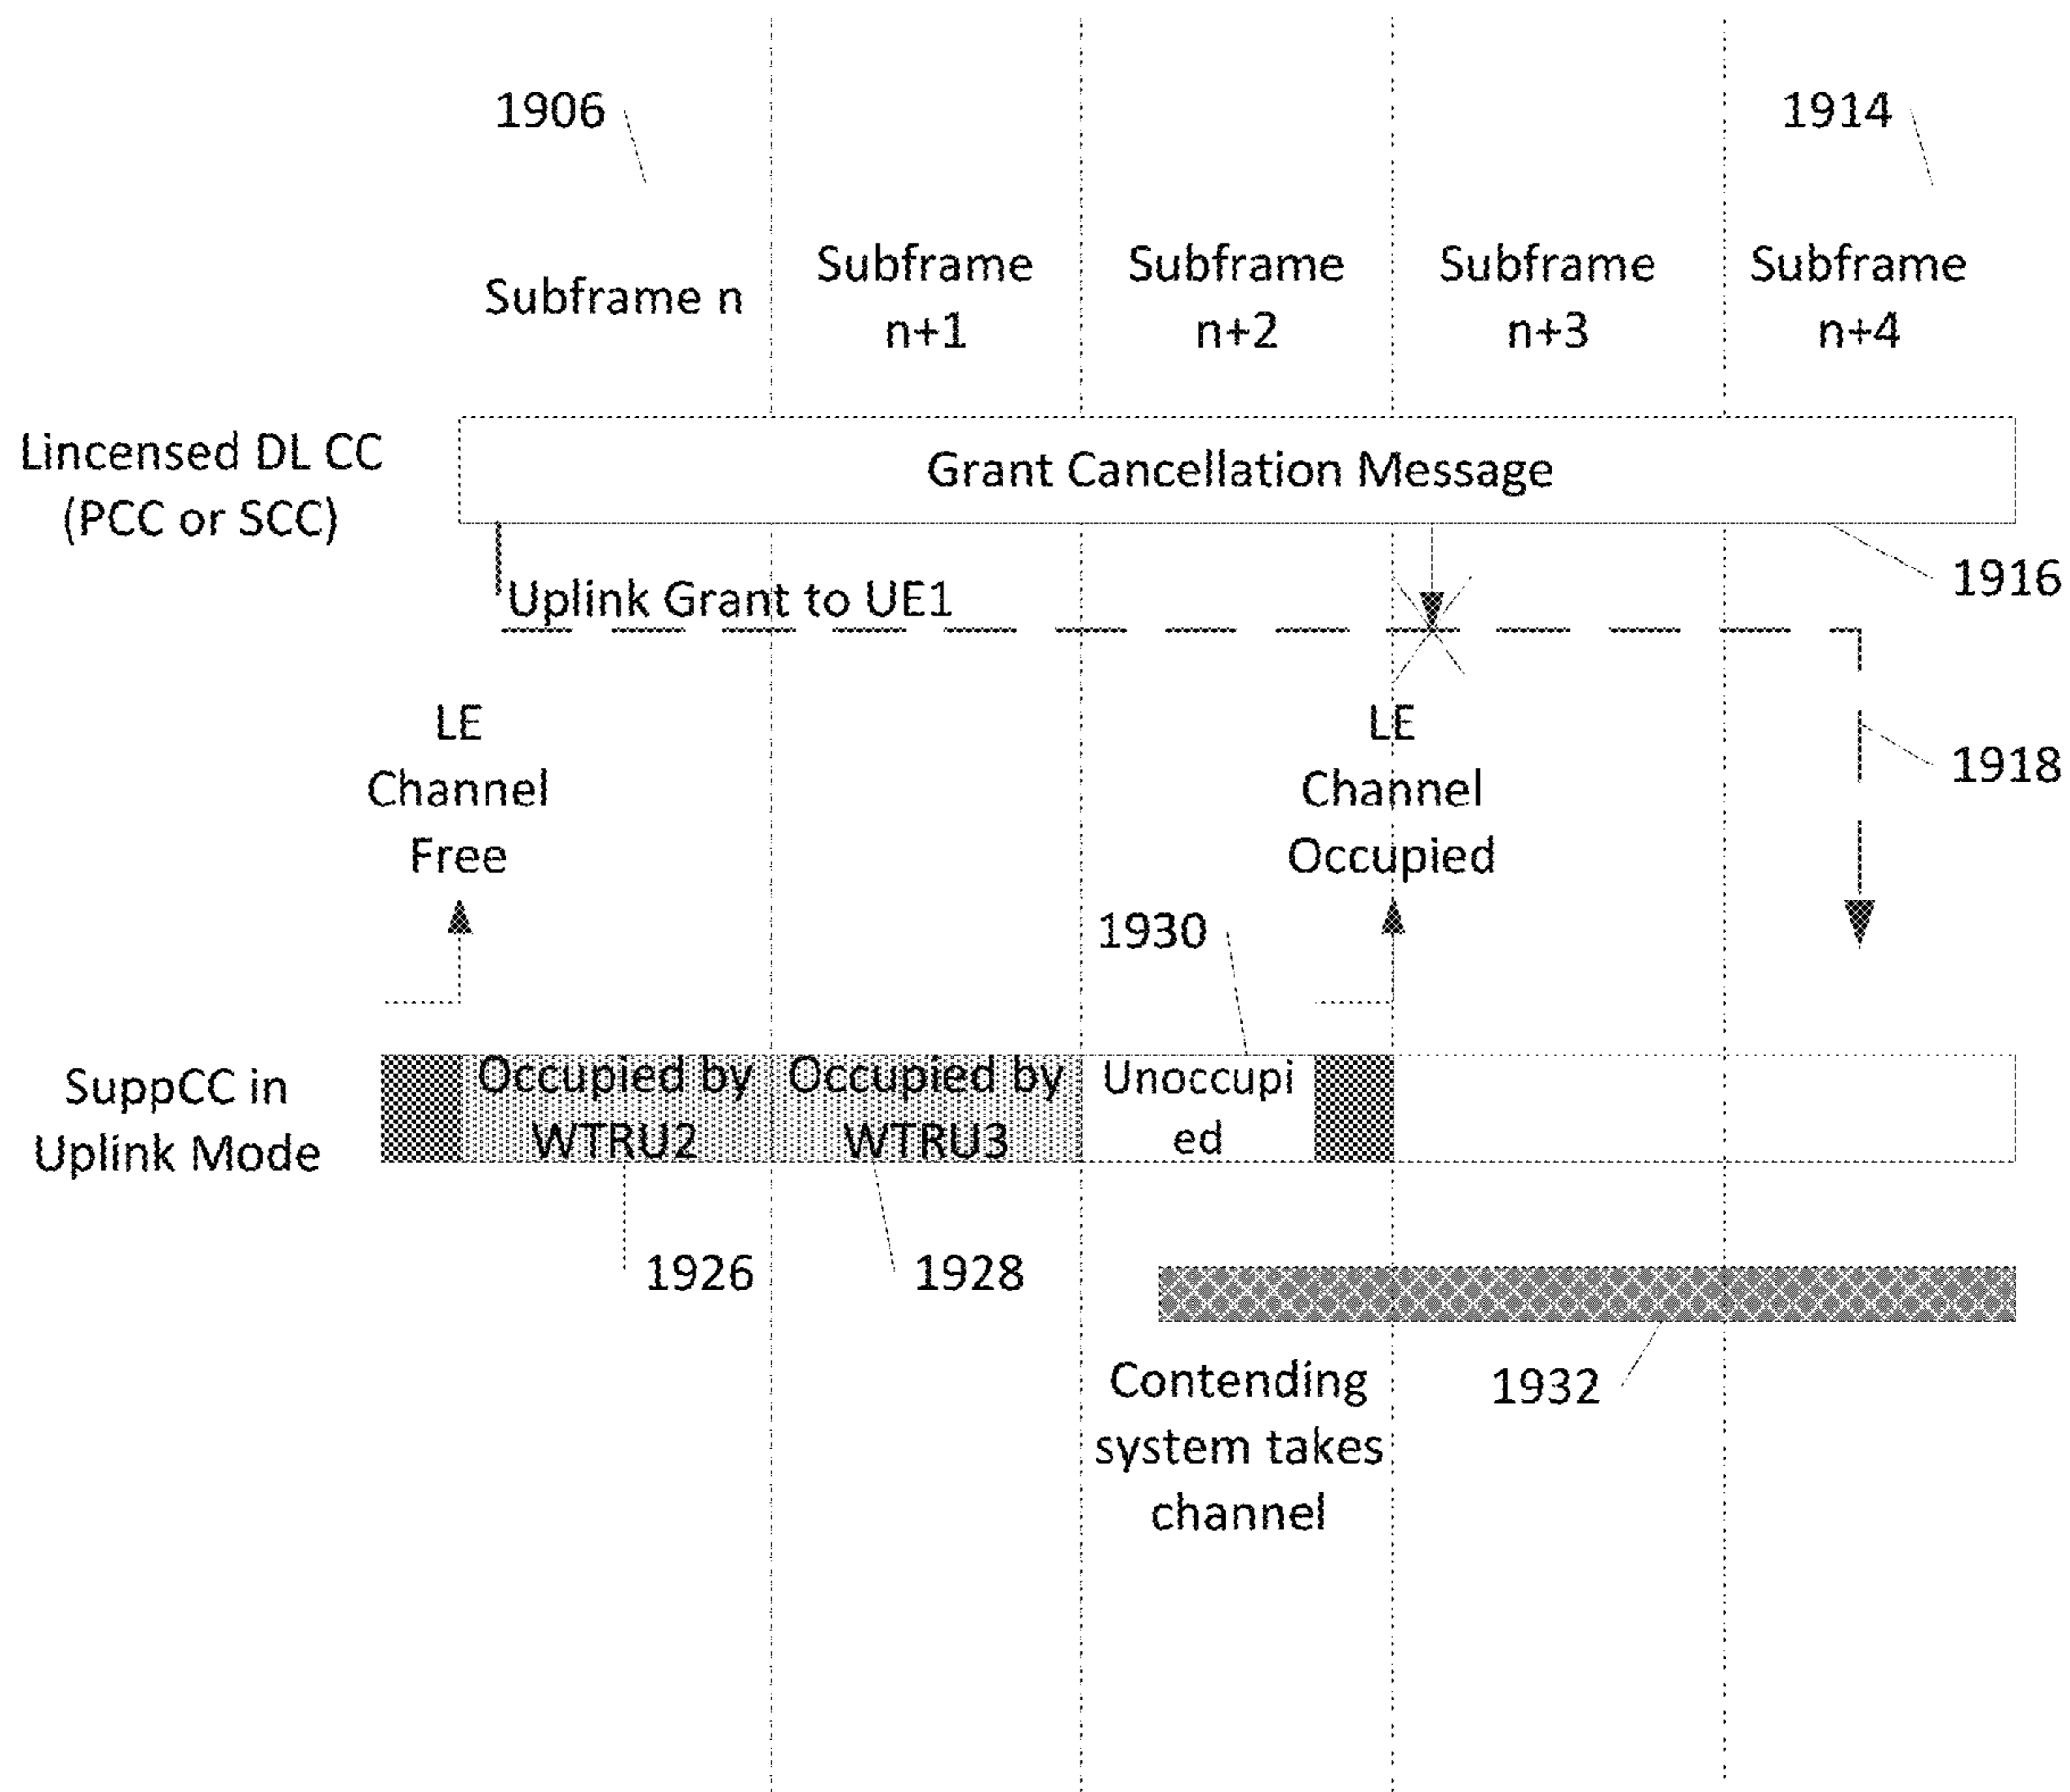 1906
1914
Subframe n
Subframe
n+1
Subframe
n+2
Subframe
n+3
Subframe
n+4
Lincensed DL CC
(PCC or SCC)
Grant Cancellation Message
1916
Uplink Grant to UE1
LE
Channel
Free
LE
Channel
Occupied
1918
1930
SuppCC in
Uplink Mode
Occupied by
WTRU2
Occupied by
WTRU3
Unoccupi
ed
1926
1928
Contending
system takes
channel
1932